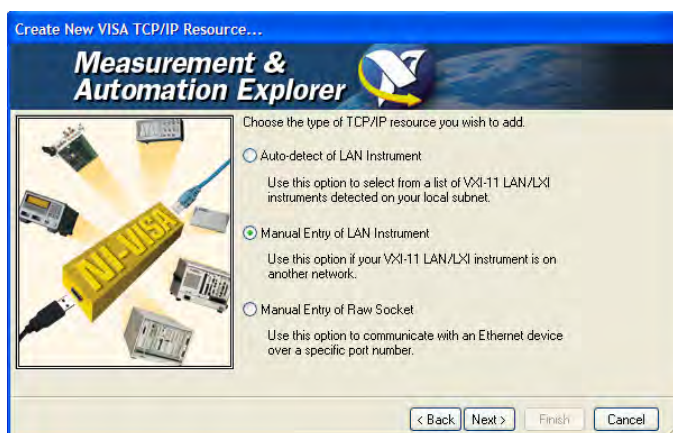 Create New VISA TCP/IP Resource...
Measurement &
Automation Explorer
Choose the type of TCP/IP resource you wish to add.
Auto-detect of LAN Instrument
Use this option to select from a list of VXI-11 LAN/LXI
instruments detected on your local subnet.
Manual Entry of LAN Instrument
Use this option if your VXI-11 LAN/LXI instrument is on
another network.
Manual Entry of Raw Socket
Use this option to communicate with an Ethernet device
over a specific port number.
NI-VISA
< Back
Next >
Finish
Cancel